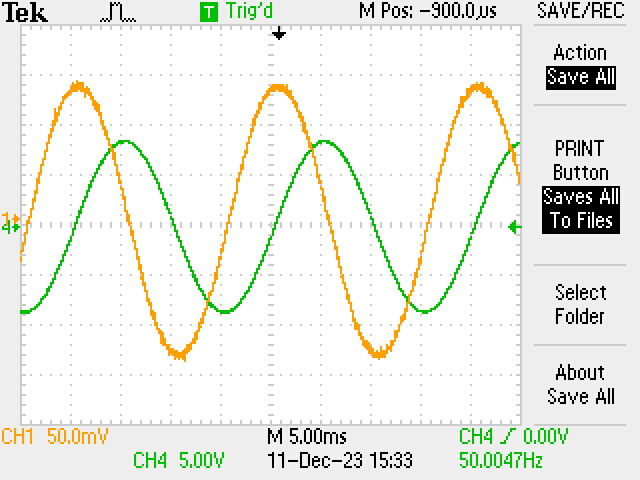 Tek
T Trig'd
M Pos: -900.0µs
SAVE/REC
Action
Save All
PRINT
Button
Saves All
To Files
Select
Folder
About
Save All
1
4
CH1 50.0mV
M 5.00ms
CH4 0.00V
CH4 5.00V
11-Dec-23 15:33
50.0047Hz